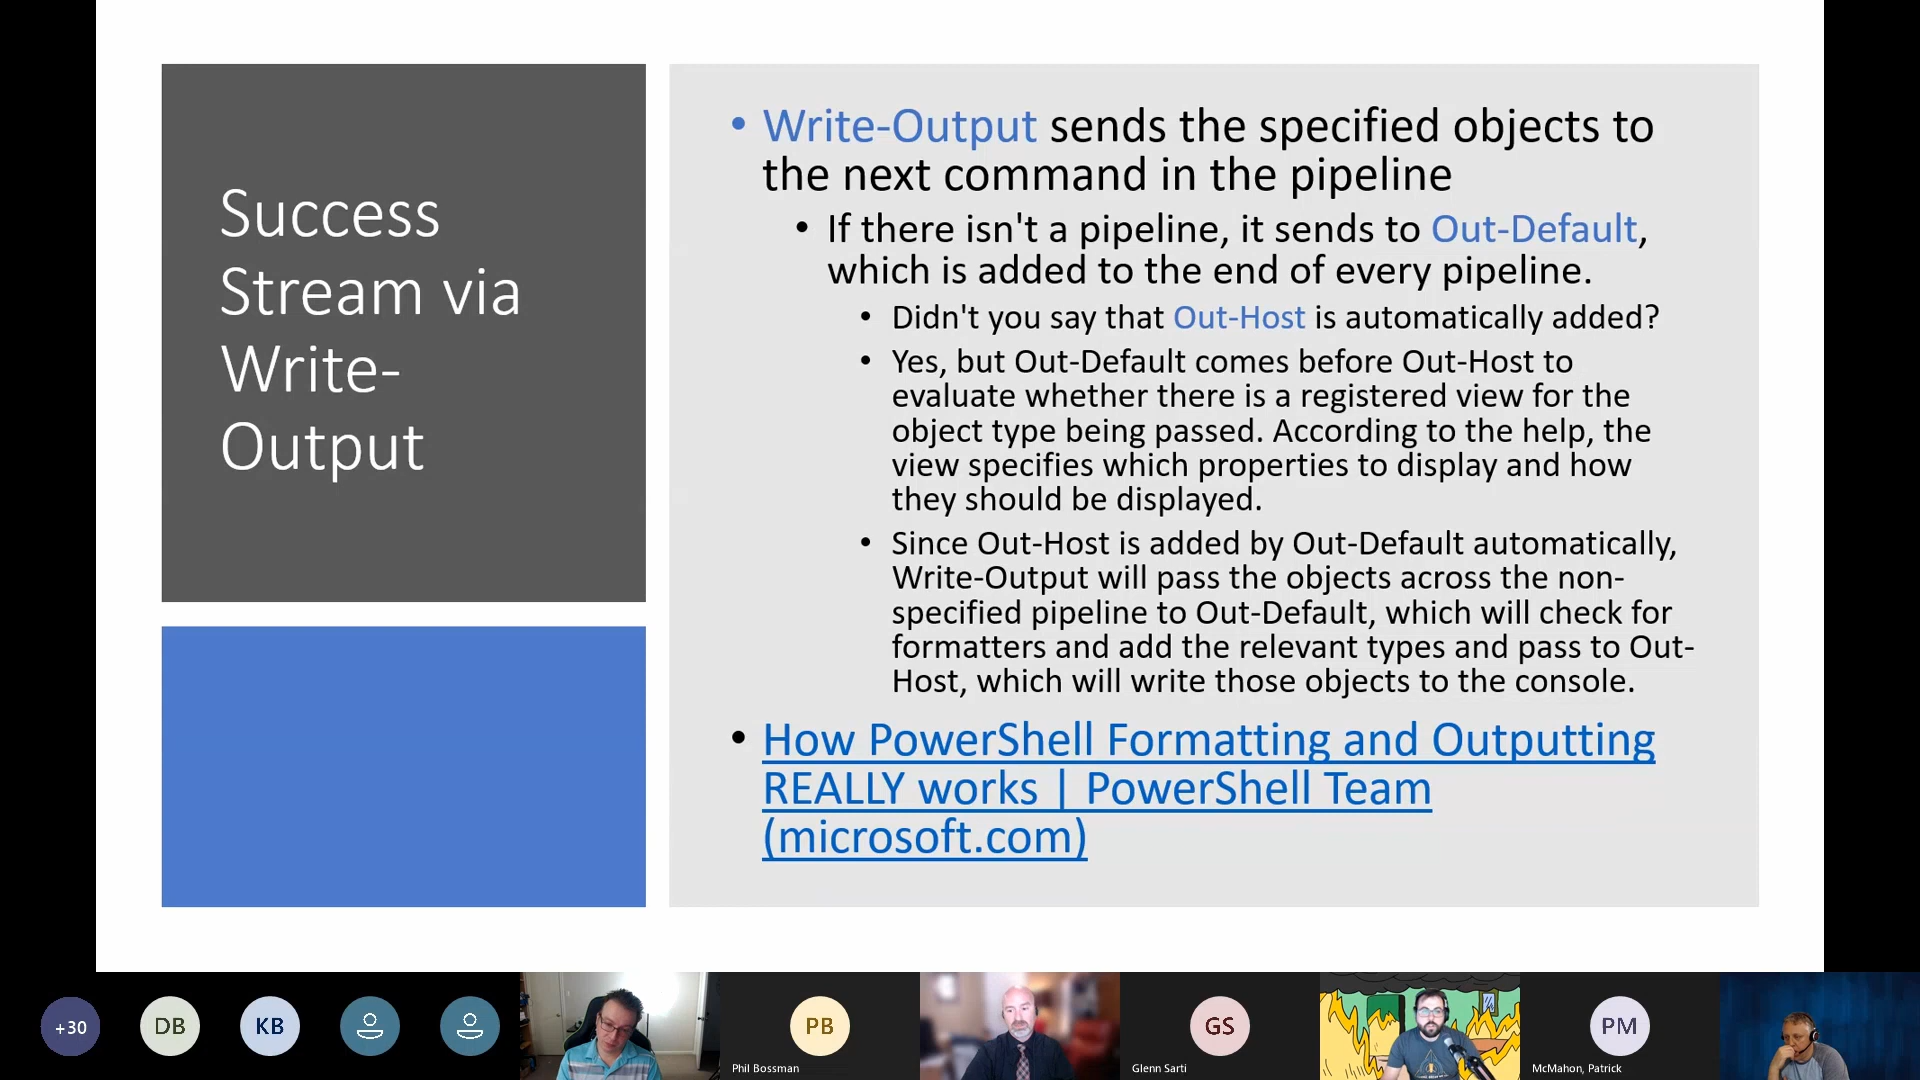 Success
Stream via
Write-
Output
• Write-Output sends the specified objects to
the next command in the pipeline
• If there isn't a pipeline, it sends to Out-Default,
which is added to the end of every pipeline.
• Didn't you say that Out-Host is automatically added?
• Yes, but Out-Default comes before Out-Host to
evaluate whether there is a registered view for the
object type being passed. According to the help, the
view specifies which properties to display and how
they should be displayed.
• Since Out-Host is added by Out-Default automatically,
Write-Output will pass the objects across the non-
specified pipeline to Out-Default, which will check for
formatters and add the relevant types and pass to Out-
Host, which will write those objects to the console.
• How PowerShell Formatting and Outputting
REALLY works | PowerShell Team
(microsoft.com)
+30
DB
KB
PB
Phil Bossman
GS
Glenn Sarti
PM
McMahon, Patrick